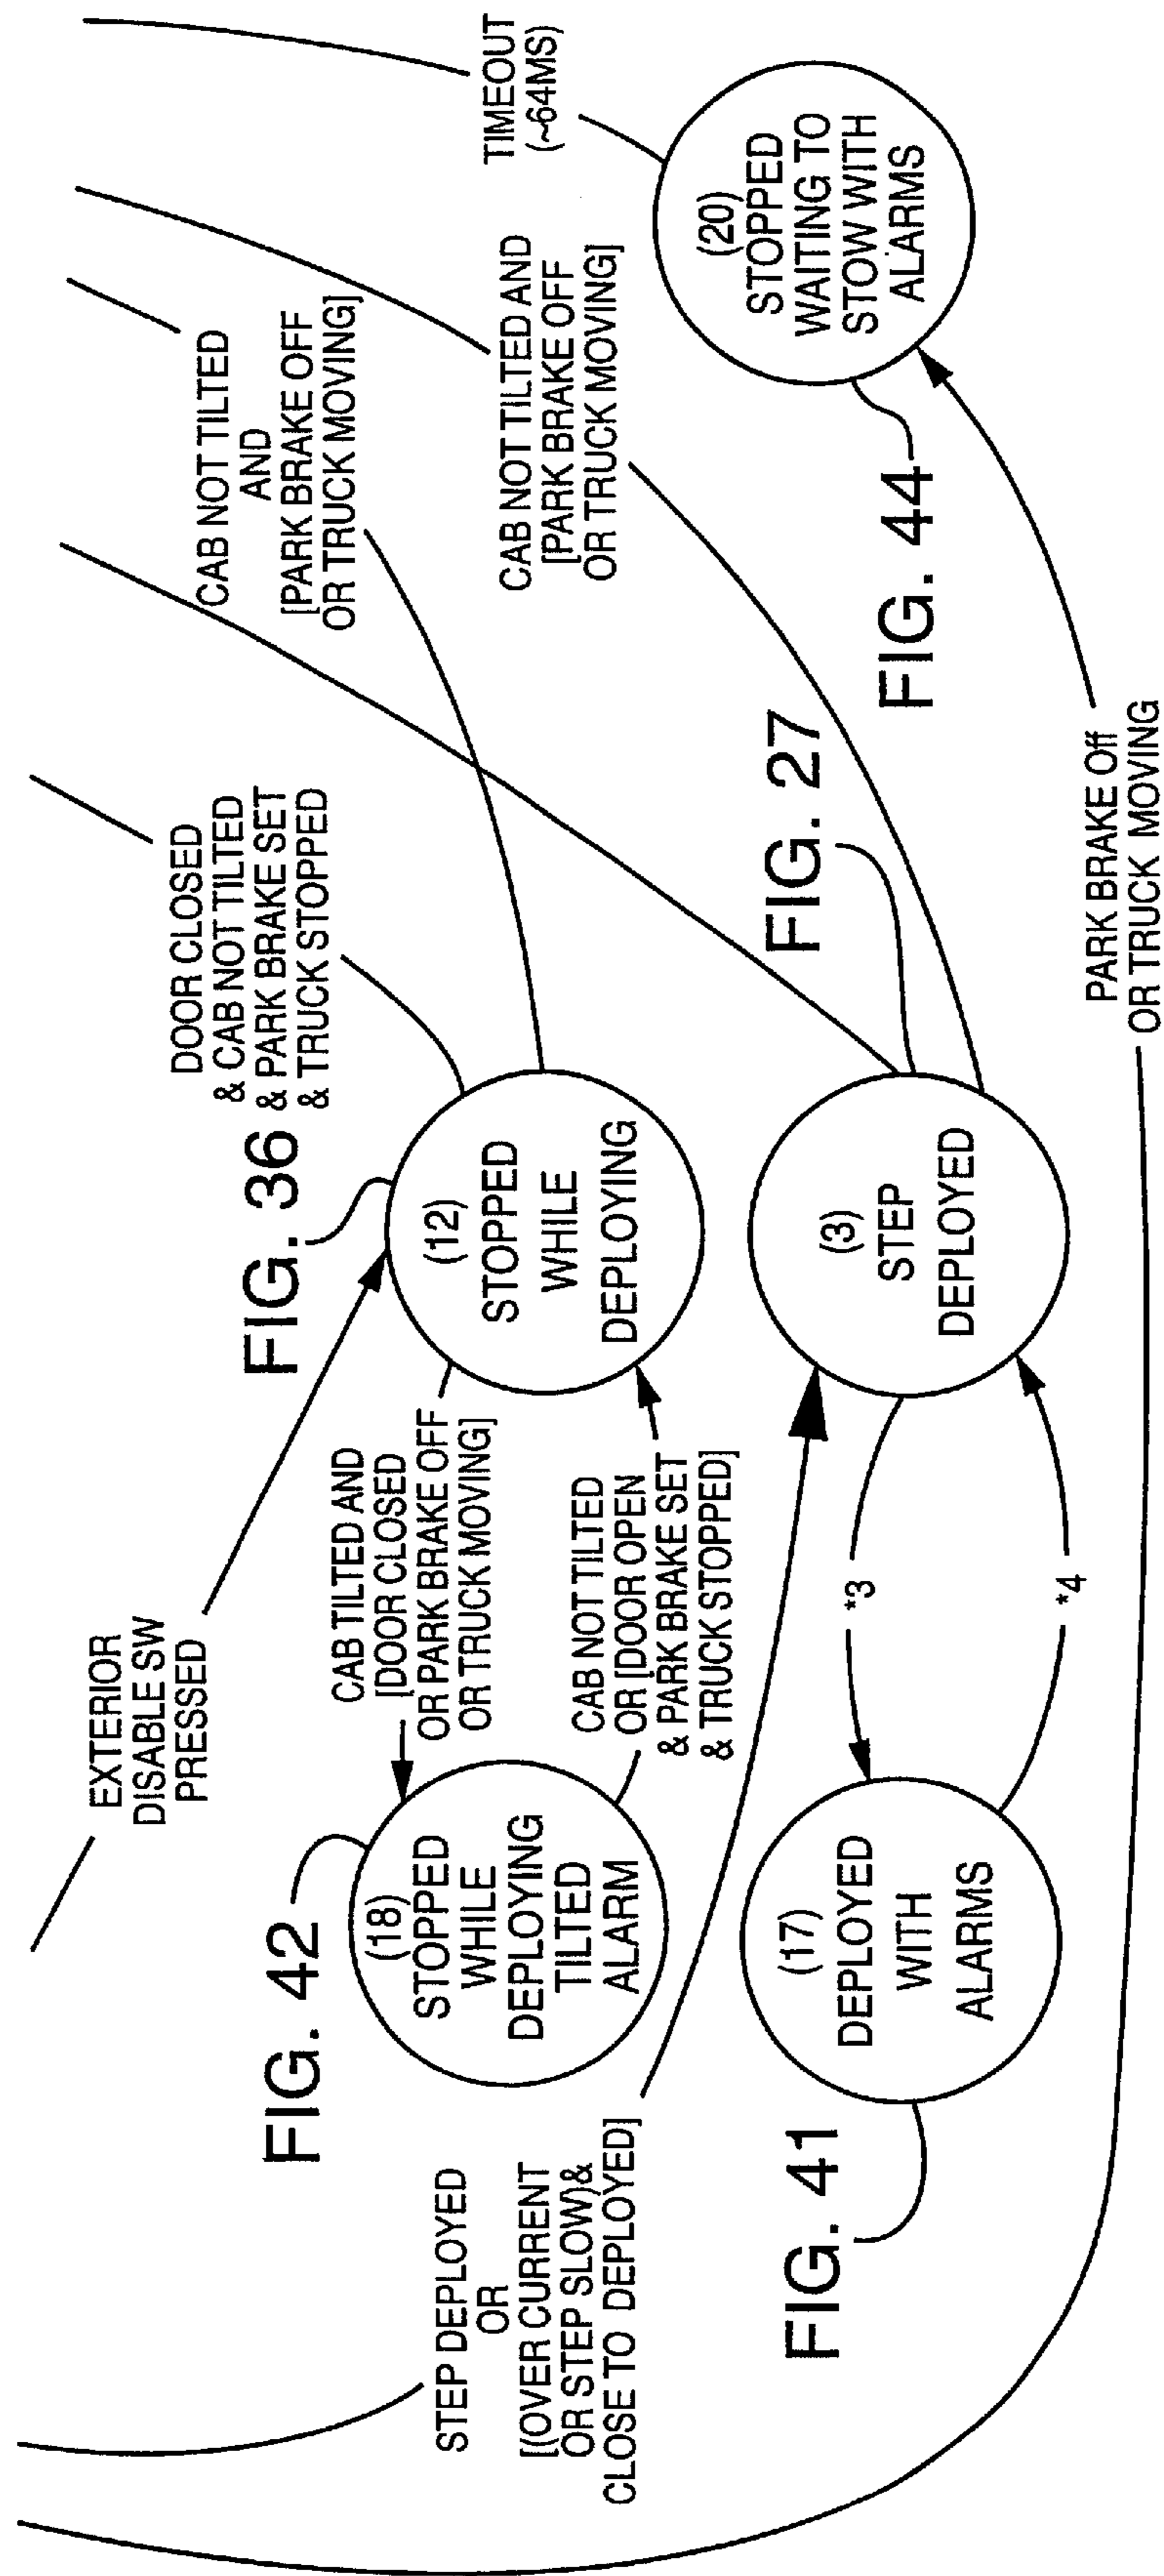 EXTERIOR
DISABLE SW
PRESSED
DOOR CLOSED
& CAB NOT TILTED
& PARK BRAKE SET
& TRUCK STOPPED
CAB NOT TILTED
AND
[PARK BRAKE OFF
OR TRUCK MOVING]
TIMEOUT
(~64MS)
FIG. 42
FIG. 36
CAB TILTED AND
[DOOR CLOSED
OR PARK BRAKE OFF
OR TRUCK MOVING]
CAB NOT TILTED AND
[PARK BRAKE OFF
OR TRUCK MOVING]
(18)
STOPPED
WHILE
DEPLOYING
TILTED
ALARM
(12)
STOPPED
WHILE
DEPLOYING
STEP DEPLOYED
OR
[(OVER CURRENT
OR STEP SLOW)&
CLOSE TO DEPLOYED]
CAB NOT TILTED
OR [DOOR OPEN
& PARK BRAKE SET
& TRUCK STOPPED]
(20)
STOPPED
WAITING TO
STOW WITH
ALARMS
FIG. 41
FIG. 27
FIG. 44
(17)
DEPLOYED
WITH
ALARMS
*3
*4
(3)
STEP
DEPLOYED
PARK BRAKE Off
OR TRUCK MOVING